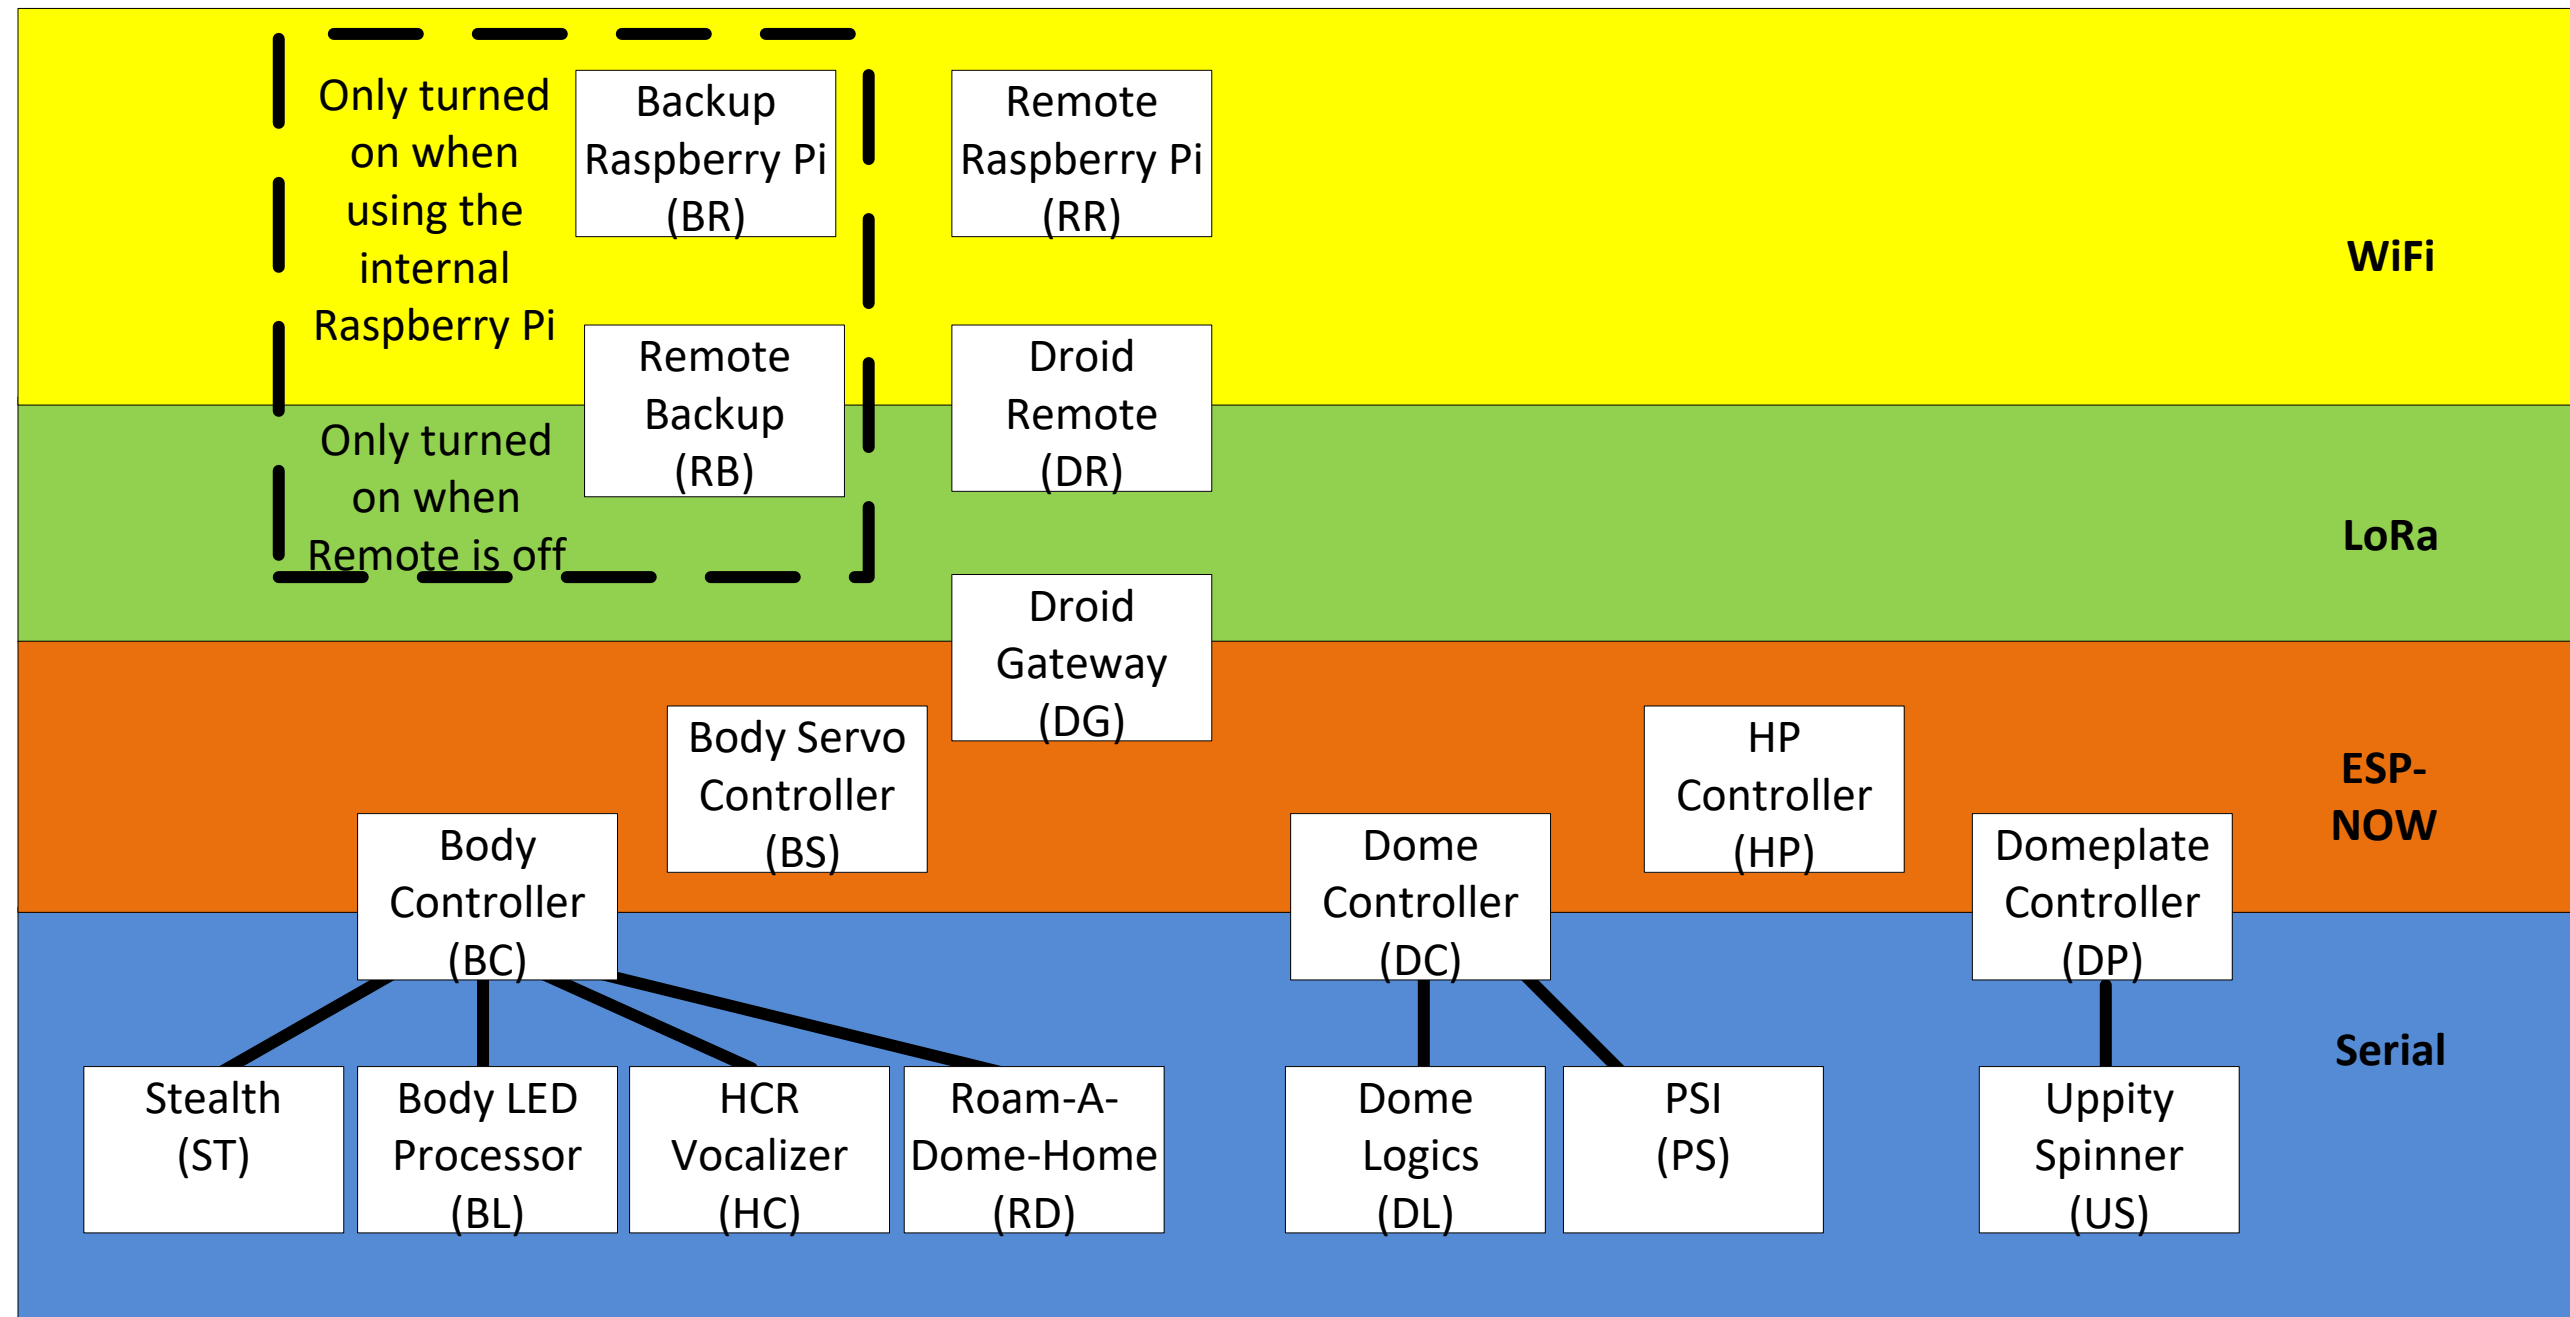 Only turned
on when
using the
internal
Raspberry Pi
Backup
Raspberry Pi
(BR)
Remote
Raspberry Pi
(RR)
WiFi
Remote
Backup
(RB)
Droid
Remote
(DR)
Only turned
on when
Remote is off
LoRa
Droid
Gateway
(DG)
Body Servo
Controller
(BS)
HP
Controller
(HP)
ESP-
NOW
Body
Controller
(BC)
Dome
Controller
(DC)
Domeplate
Controller
(DP)
Serial
Stealth
(ST)
Body LED
Processor
(BL)
HCR
Vocalizer
(HC)
Roam-A-
Dome-Home
(RD)
Dome
Logics
(DL)
PSI
(PS)
Uppity
Spinner
(US)